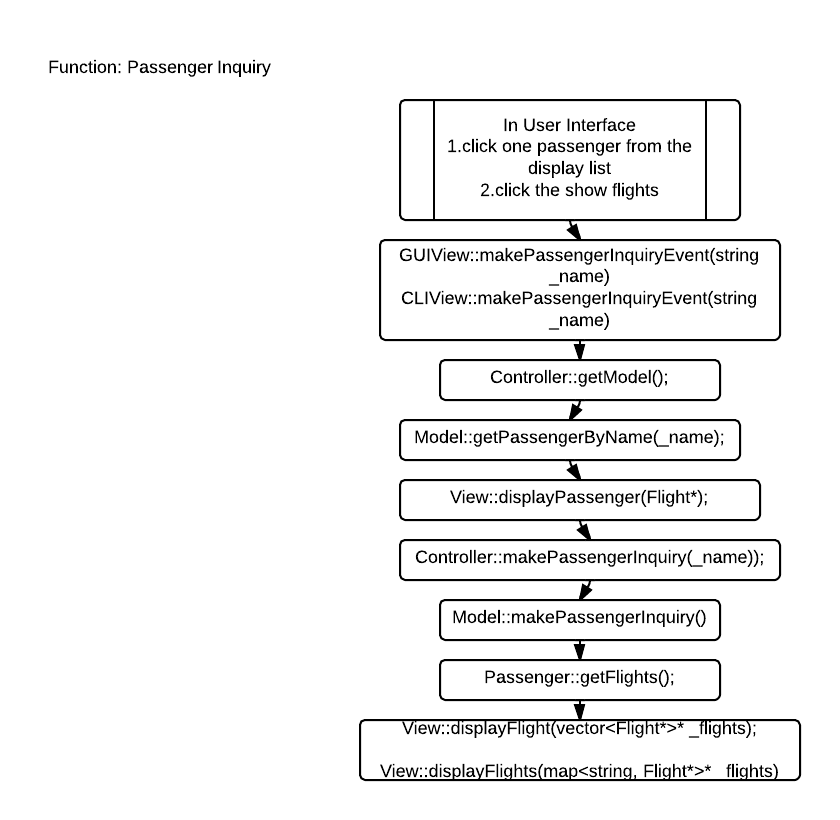 Function: Passenger Inquiry
In User Interface
1.click one passenger from the
display list
2.click the show flights
GUIView::makePassengerInquiryEvent(string
_name)
CLIView::makePassengerInquiryEvent(string
_name)
Controller::getModel();
Model::getPassengerByName(_name);
View::displayPassenger(Flight*);
Controller::makePassengerInquiry(_name));
Model::makePassengerInquiry()
Passenger::getFlights();
View::displayFlight(vector<Flight*>* _flights);
View::displayFlights(map<string, Flight*>* _flights)